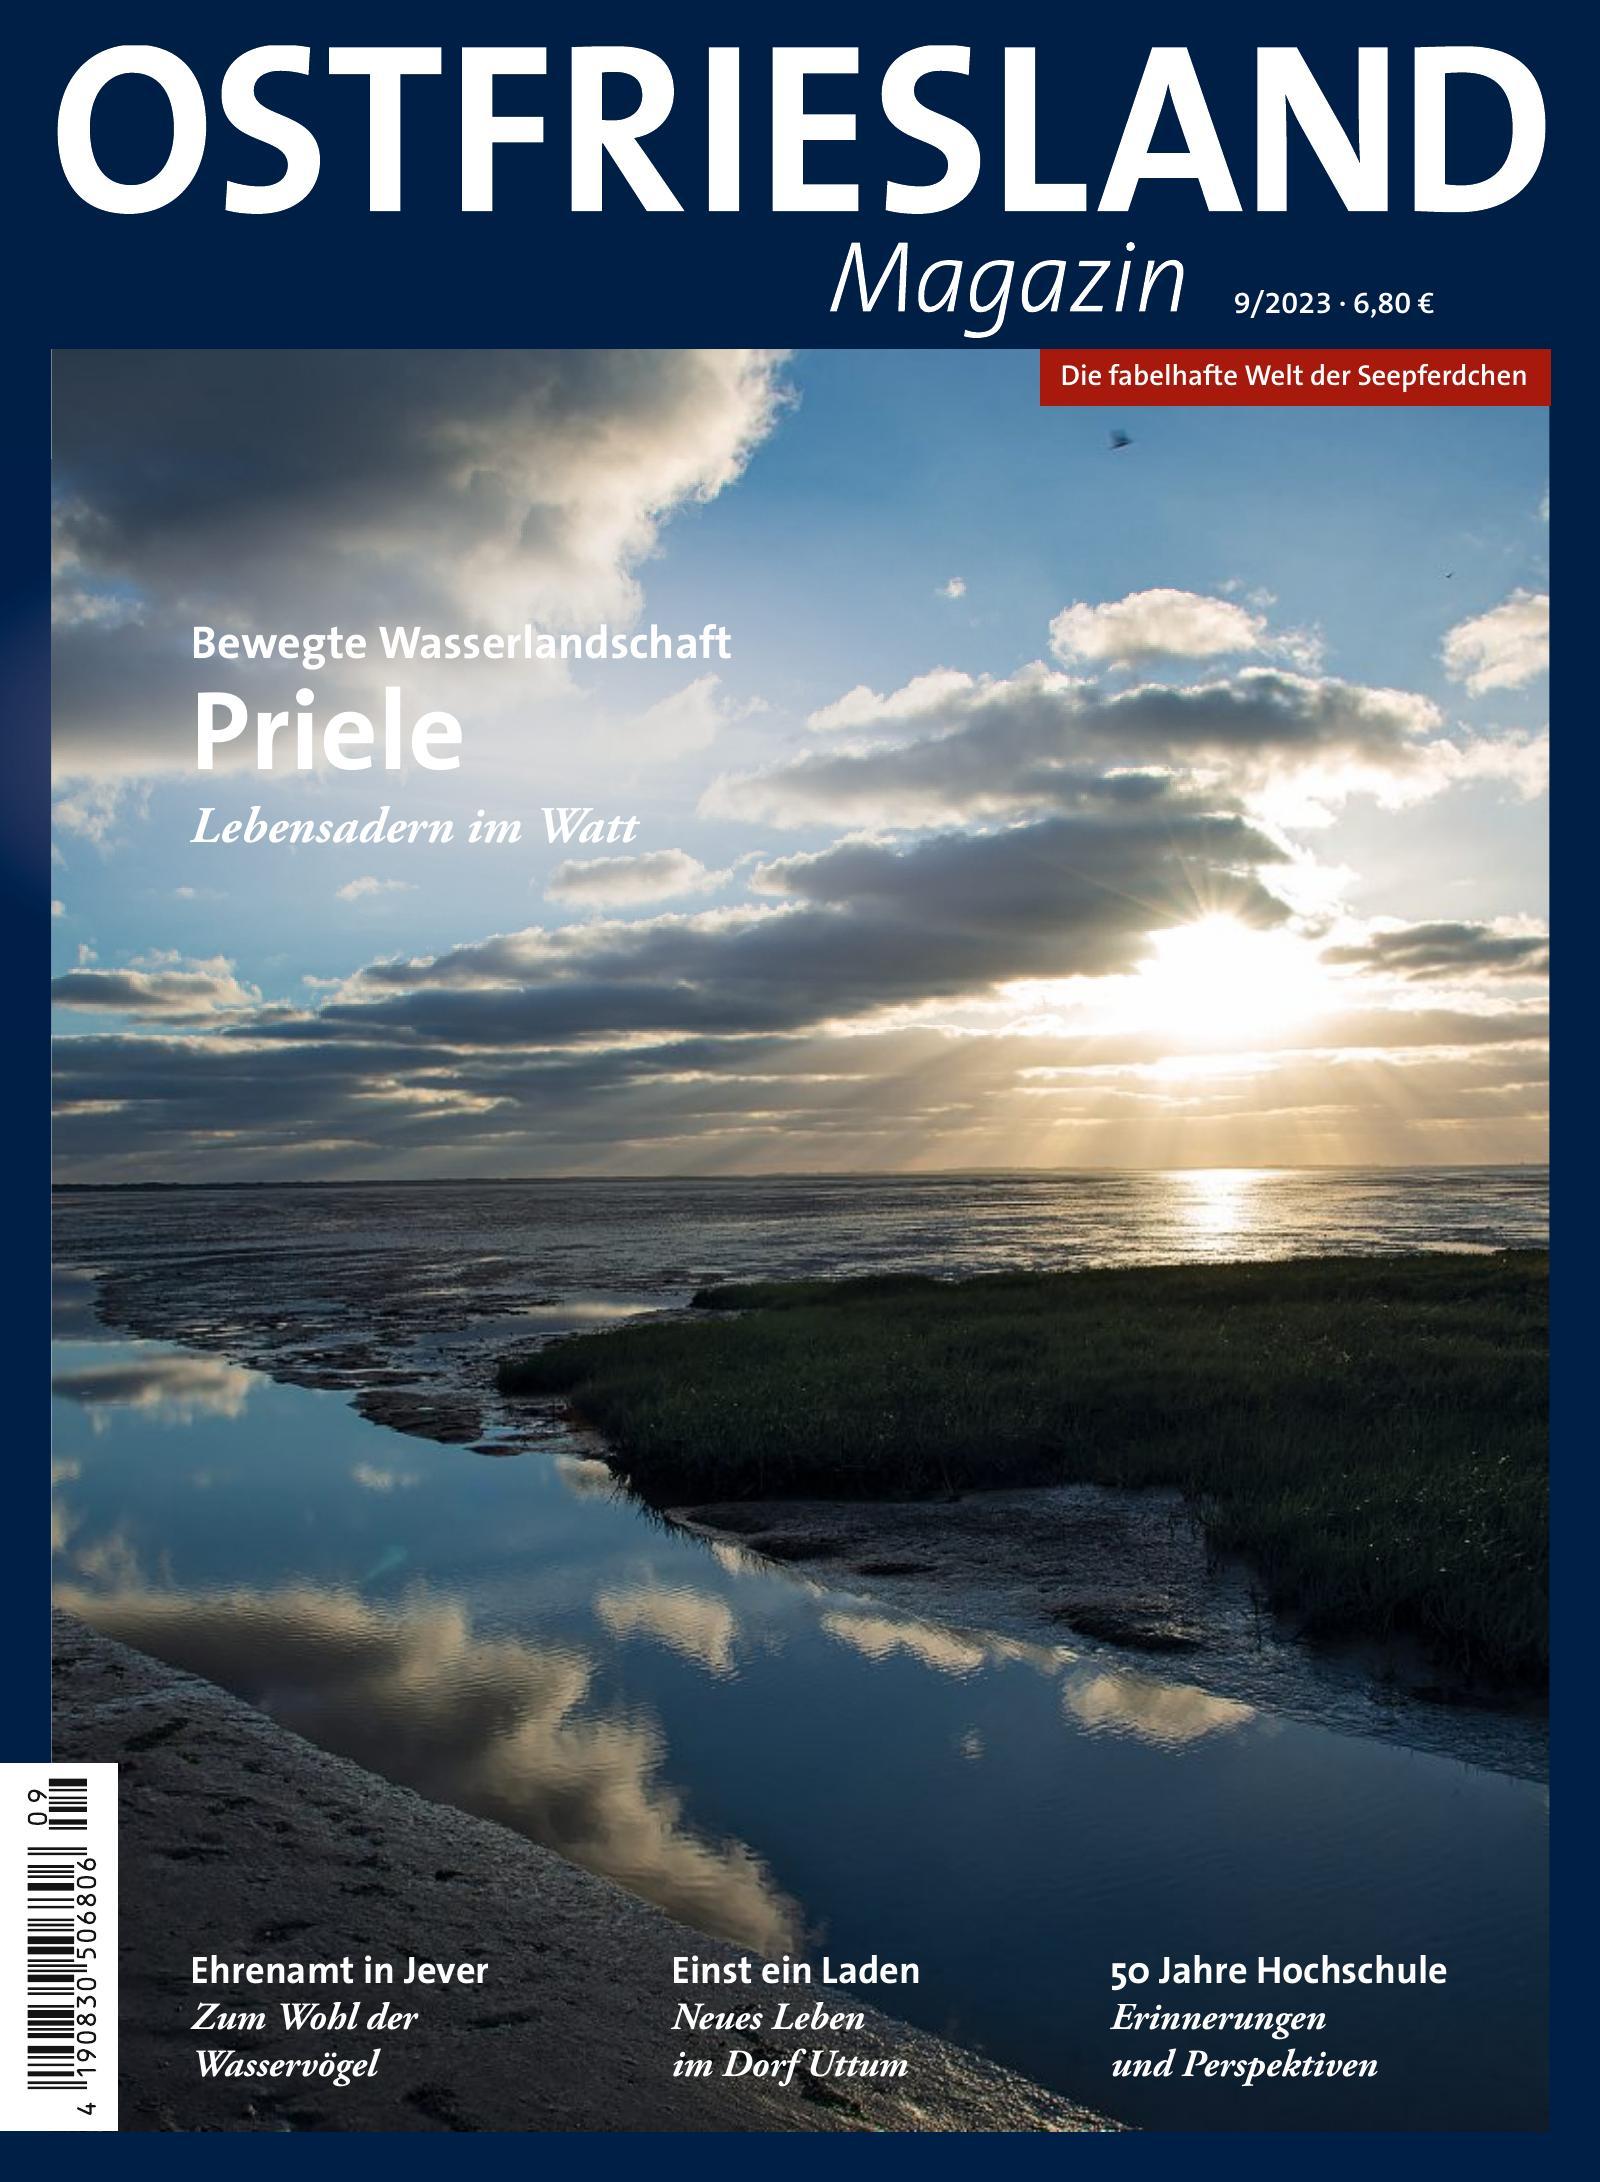 OSTFRIESLAND
Magazin 9/2023 · 6,80 €
Die fabelhafte Welt der Seepferdchen
Bewegte Wasserlandschaft
Priele
Lebensadern im Watt
Ehrenamt in Jever
Zum Wohl der
Wasservögel
Einst ein Laden
Neues Leben
im Dorf Uttum
50 Jahre Hochschule
Erinnerungen
und Perspektiven
4 190830 506806
09